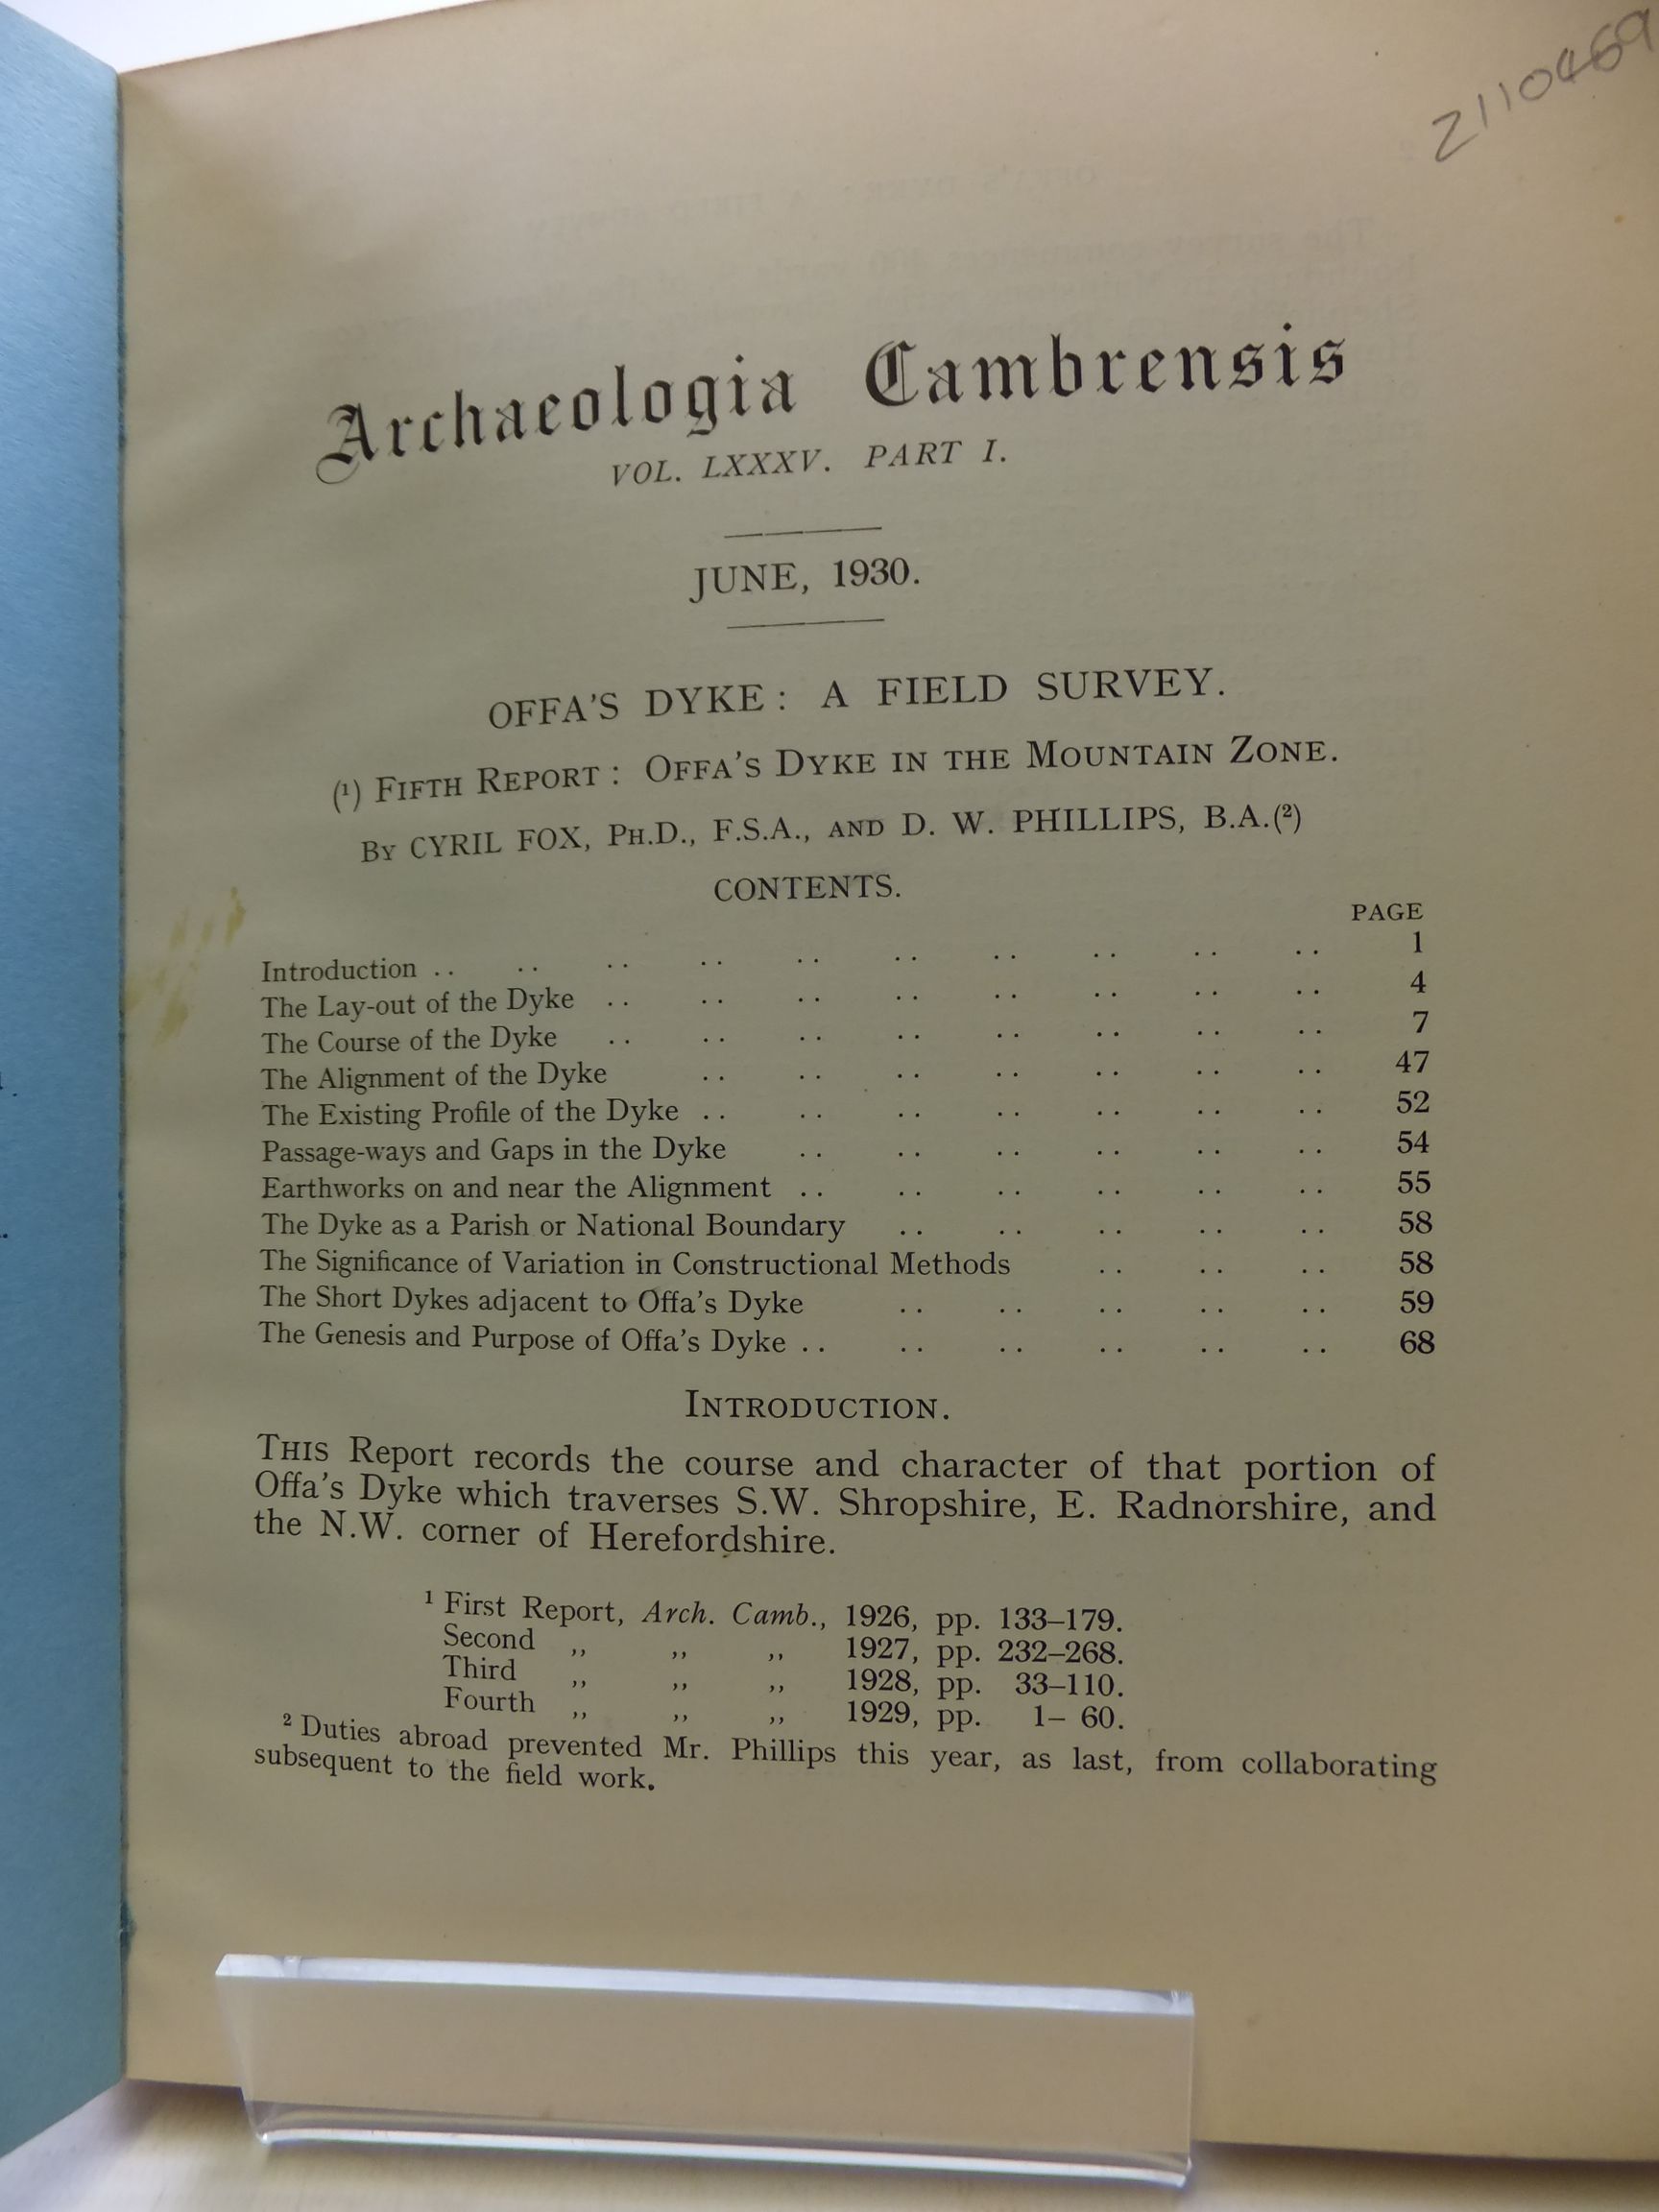 2110469
Archaeologia Cambrensis
VOL. LXXXV. PART I.
JUNE, 1930.
OFFA'S DYKE: A FIELD SURVEY.
(¹) FIFTH REPORT: OFFA'S DYKE IN THE MOUNTAIN ZONE.
BY CYRIL FOX, PH.D., F.S.A., AND D. W. PHILLIPS, B.A.(²)
CONTENTS.
PAGE
Introduction .. .. .. .. .. .. .. .. .. .. 1
The Lay-out of the Dyke .. .. .. .. .. .. .. .. 4
The Course of the Dyke .. .. .. .. .. .. .. .. 7
The Alignment of the Dyke .. .. .. .. .. .. .. 47
The Existing Profile of the Dyke .. .. .. .. .. .. .. 52
Passage-ways and Gaps in the Dyke .. .. .. .. .. .. 54
Earthworks on and near the Alignment .. .. .. .. .. .. 55
The Dyke as a Parish or National Boundary .. .. .. .. .. 58
The Significance of Variation in Constructional Methods .. .. .. 58
The Short Dykes adjacent to Offa's Dyke .. .. .. .. .. 59
The Genesis and Purpose of Offa's Dyke .. .. .. .. .. .. 68
INTRODUCTION.
THIS Report records the course and character of that portion of
Offa's Dyke which traverses S.W. Shropshire, E. Radnorshire, and
the N.W. corner of Herefordshire.
¹ First Report, Arch. Camb., 1926, pp. 133–179.
Second ,, ,, ,, 1927, pp. 232–268.
Third ,, ,, ,, 1928, pp. 33–110.
Fourth ,, ,, ,, 1929, pp. 1– 60.
² Duties abroad prevented Mr. Phillips this year, as last, from collaborating
subsequent to the field work.